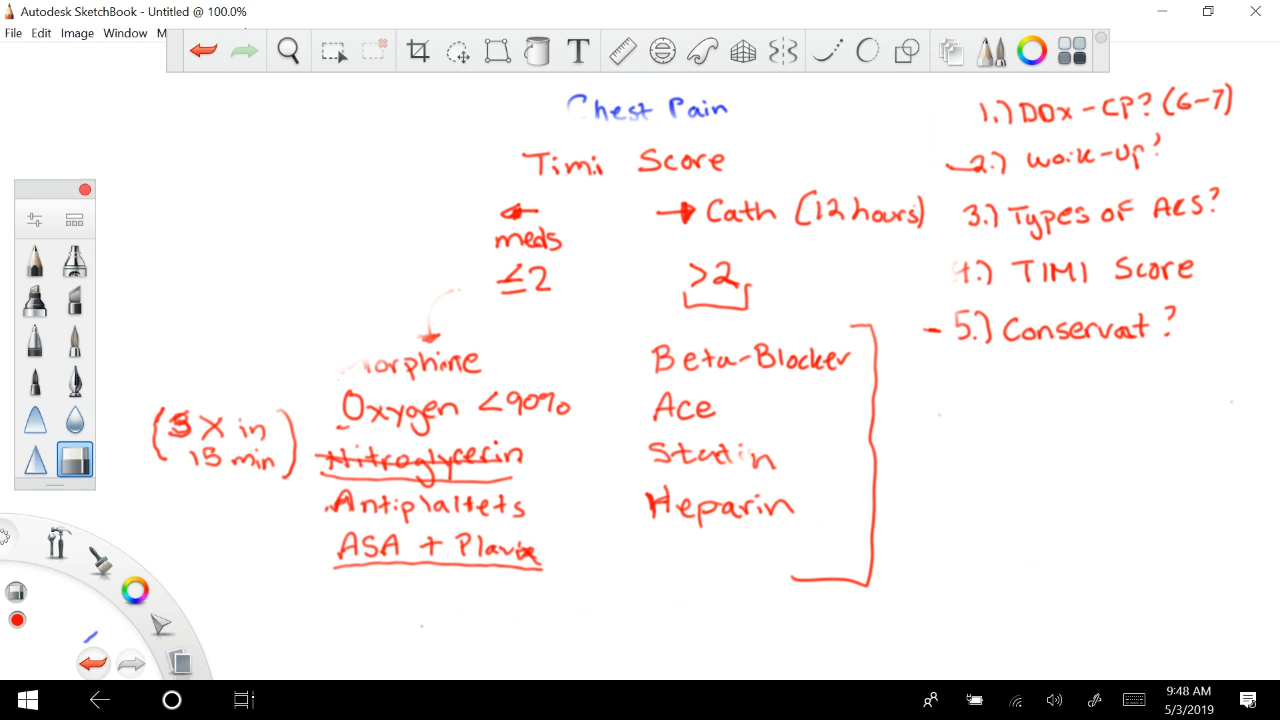 Autodesk SketchBook - Untitled @ 100.0%
File Edit Image Window M
Chest Pain
Timi Score
meds
Cath (12 hours)
≤2
>2
orphine
Oxygen <90%
(3 X in
15 min)
Nitroglycerin
Antiplaltets
ASA + Plavix
Beta-Blocker
Ace
Statin
Heparin
1.) DDx - CP? (6-7)
2.) Work-up?
3.) Types of ACS?
4.) TIMI Score
5.) Conservat?
9:48 AM
5/3/2019